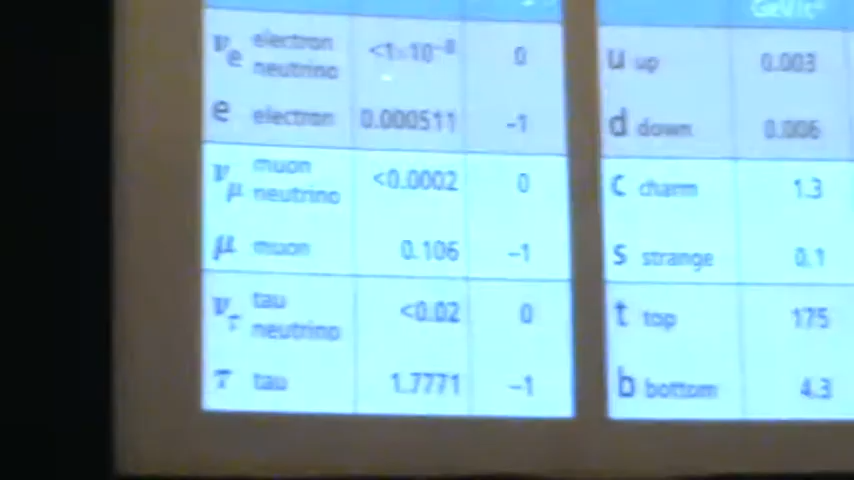 GeV/c²
νe electron neutrino <1×10⁻⁸ 0
e electron 0.000511 –1
νμ muon neutrino <0.0002 0
μ muon 0.106 –1
ντ tau neutrino <0.02 0
τ tau 1.7771 –1
u up 0.003
d down 0.006
c charm 1.3
s strange 0.1
t top 175
b bottom 4.3